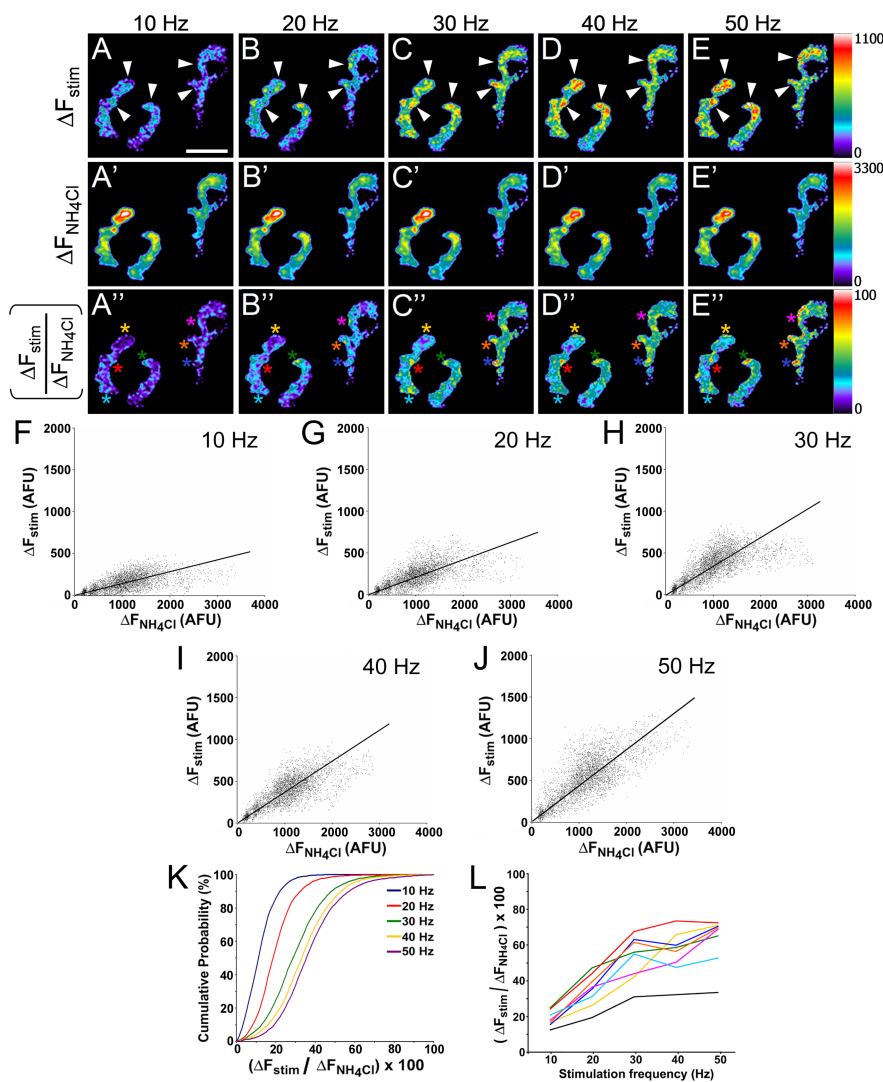 10 Hz 20 Hz 30 Hz 40 Hz 50 Hz
ΔFstim A B C D E 1100 0
ΔFNH4Cl A' B' C' D' E' 3300 0
(ΔFstim / ΔFNH4Cl) A'' B'' C'' D'' E'' 100 0
* * * * * * * * * * * * * * * * * * * * * * * * * * * * * *
F 10 Hz
2000
1500
1000
500
0
ΔFstim (AFU)
0 1000 2000 3000 4000
ΔFNH4Cl (AFU)
G 20 Hz
2000
1500
1000
500
0
ΔFstim (AFU)
0 1000 2000 3000 4000
ΔFNH4Cl (AFU)
H 30 Hz
2000
1500
1000
500
0
ΔFstim (AFU)
0 1000 2000 3000 4000
ΔFNH4Cl (AFU)
I 40 Hz
2000
1500
1000
500
0
ΔFstim (AFU)
0 1000 2000 3000 4000
ΔFNH4Cl (AFU)
J 50 Hz
2000
1500
1000
500
0
ΔFstim (AFU)
0 1000 2000 3000 4000
ΔFNH4Cl (AFU)
K
Cumulative Probability (%)
100
80
60
40
20
0
10 Hz
20 Hz
30 Hz
40 Hz
50 Hz
0 20 40 60 80 100
(ΔFstim / ΔFNH4Cl) x 100
L
(ΔFstim / ΔFNH4Cl) x 100
100
80
60
40
20
0
10 20 30 40 50
Stimulation frequency (Hz)